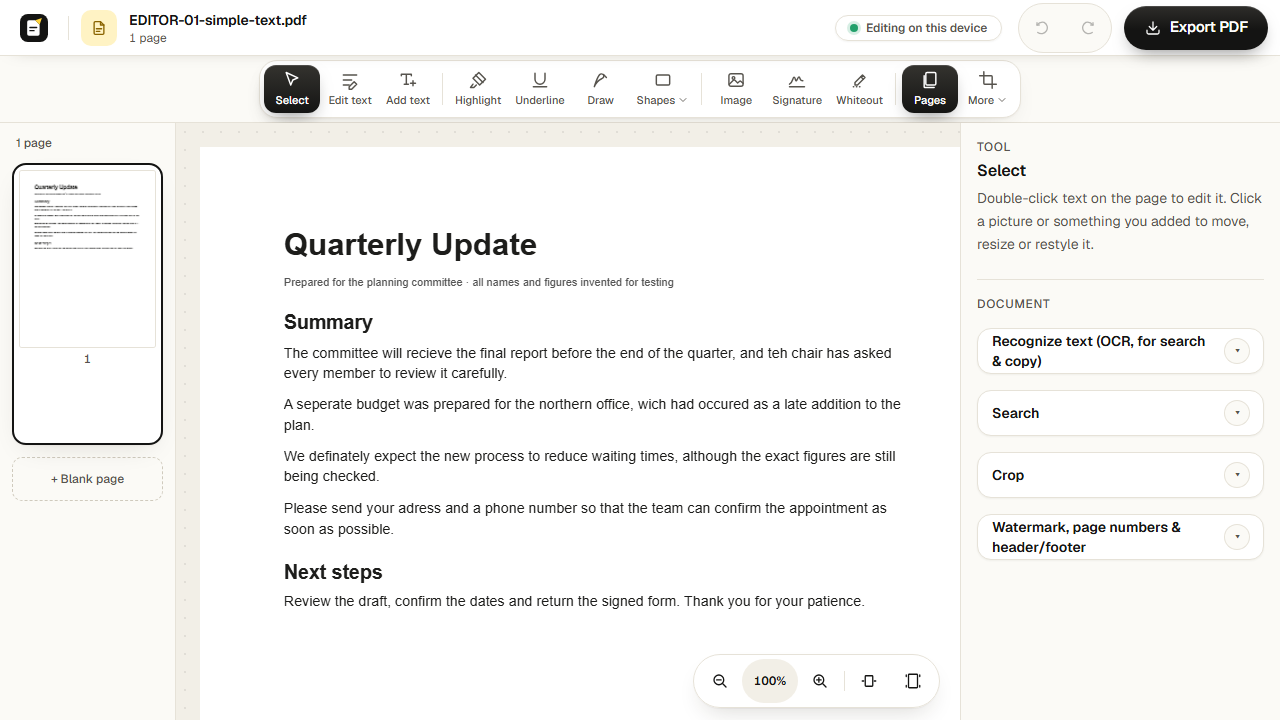 EDITOR-01-simple-text.pdf
1 page
Editing on this device
Export PDF
Select
Edit text
Add text
Highlight
Underline
Draw
Shapes
Image
Signature
Whiteout
Pages
More
1 page
1
+ Blank page
Quarterly Update
Prepared for the planning committee · all names and figures invented for testing
Summary
The committee will recieve the final report before the end of the quarter, and teh chair has asked
every member to review it carefully.
A seperate budget was prepared for the northern office, wich had occured as a late addition to the
plan.
We definately expect the new process to reduce waiting times, although the exact figures are still
being checked.
Please send your adress and a phone number so that the team can confirm the appointment as
soon as possible.
Next steps
Review the draft, confirm the dates and return the signed form. Thank you for your patience.
100%
TOOL
Select
Double-click text on the page to edit it. Click
a picture or something you added to move,
resize or restyle it.
DOCUMENT
Recognize text (OCR, for search
& copy)
Search
Crop
Watermark, page numbers &
header/footer